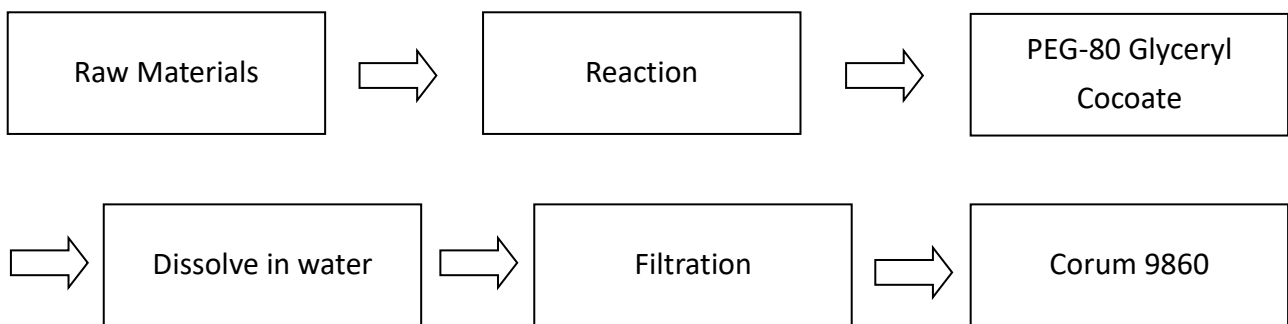 Raw Materials
Reaction
PEG-80 Glyceryl
Cocoate
Dissolve in water
Filtration
Corum 9860